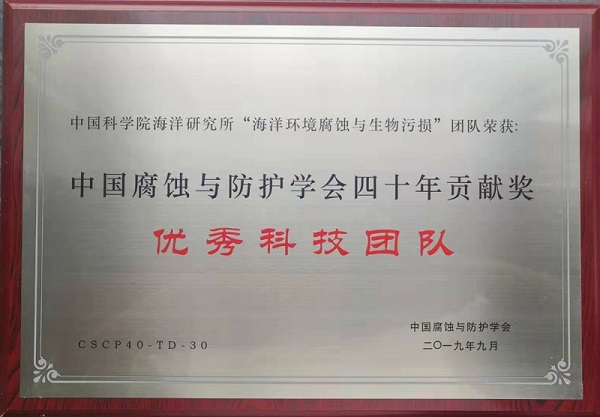 中国科学院海洋研究所“海洋环境腐蚀与生物污损”团队荣获:
中国腐蚀与防护学会四十年贡献奖
优秀科技团队
中国腐蚀与防护学会
CSCP40-TD-30
二〇一九年九月